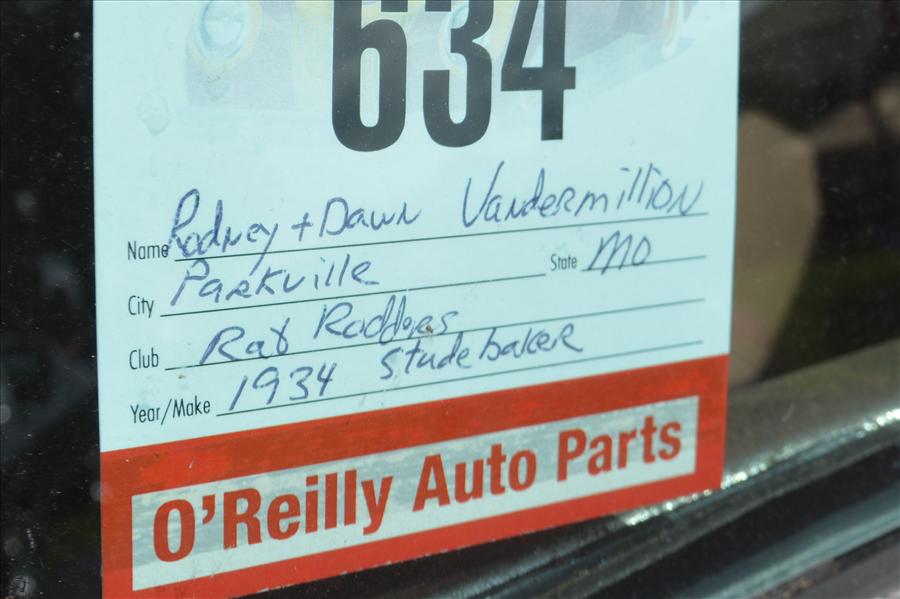 634
Name Rodney + Dawn Vandermillion
City Parkville State MO
Club Rat Rodders
Year/Make 1934 Studebaker
O'Reilly Auto Parts